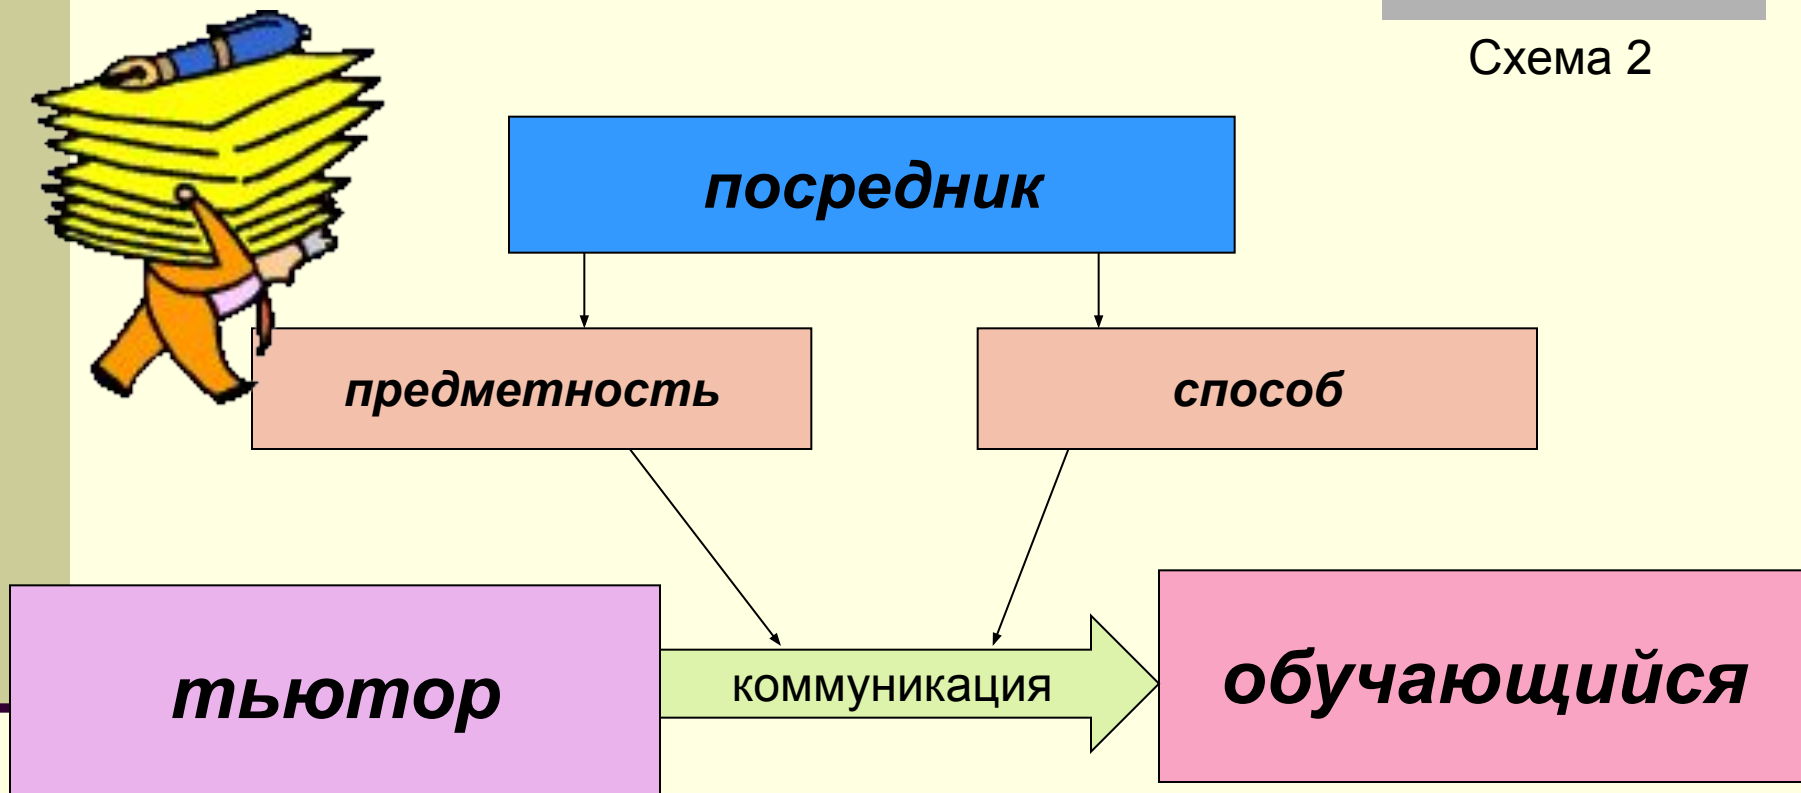 Схема 2
посредник
предметность
способ
тьютор
коммуникация
обучающийся